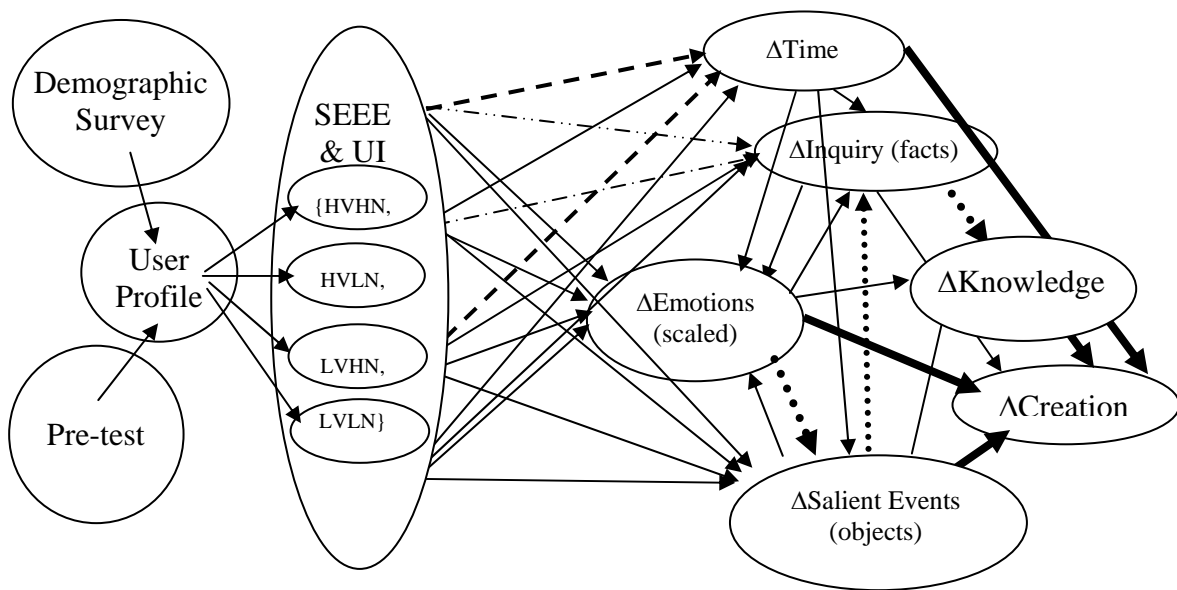 Demographic
Survey
User
Profile
Pre-test
SEEE
& UI
{HVHN,
HVLN,
LVHN,
LVLN}
ΔTime
ΔInquiry (facts)
ΔEmotions
(scaled)
ΔKnowledge
ΔCreation
ΔSalient Events
(objects)